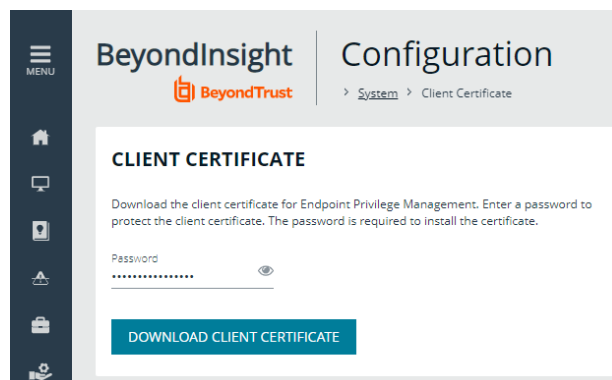 MENU
BeyondInsight
BeyondTrust
Configuration
> System > Client Certificate
CLIENT CERTIFICATE
Download the client certificate for Endpoint Privilege Management. Enter a password to
protect the client certificate. The password is required to install the certificate.
Password
••••••••••••••••
DOWNLOAD CLIENT CERTIFICATE